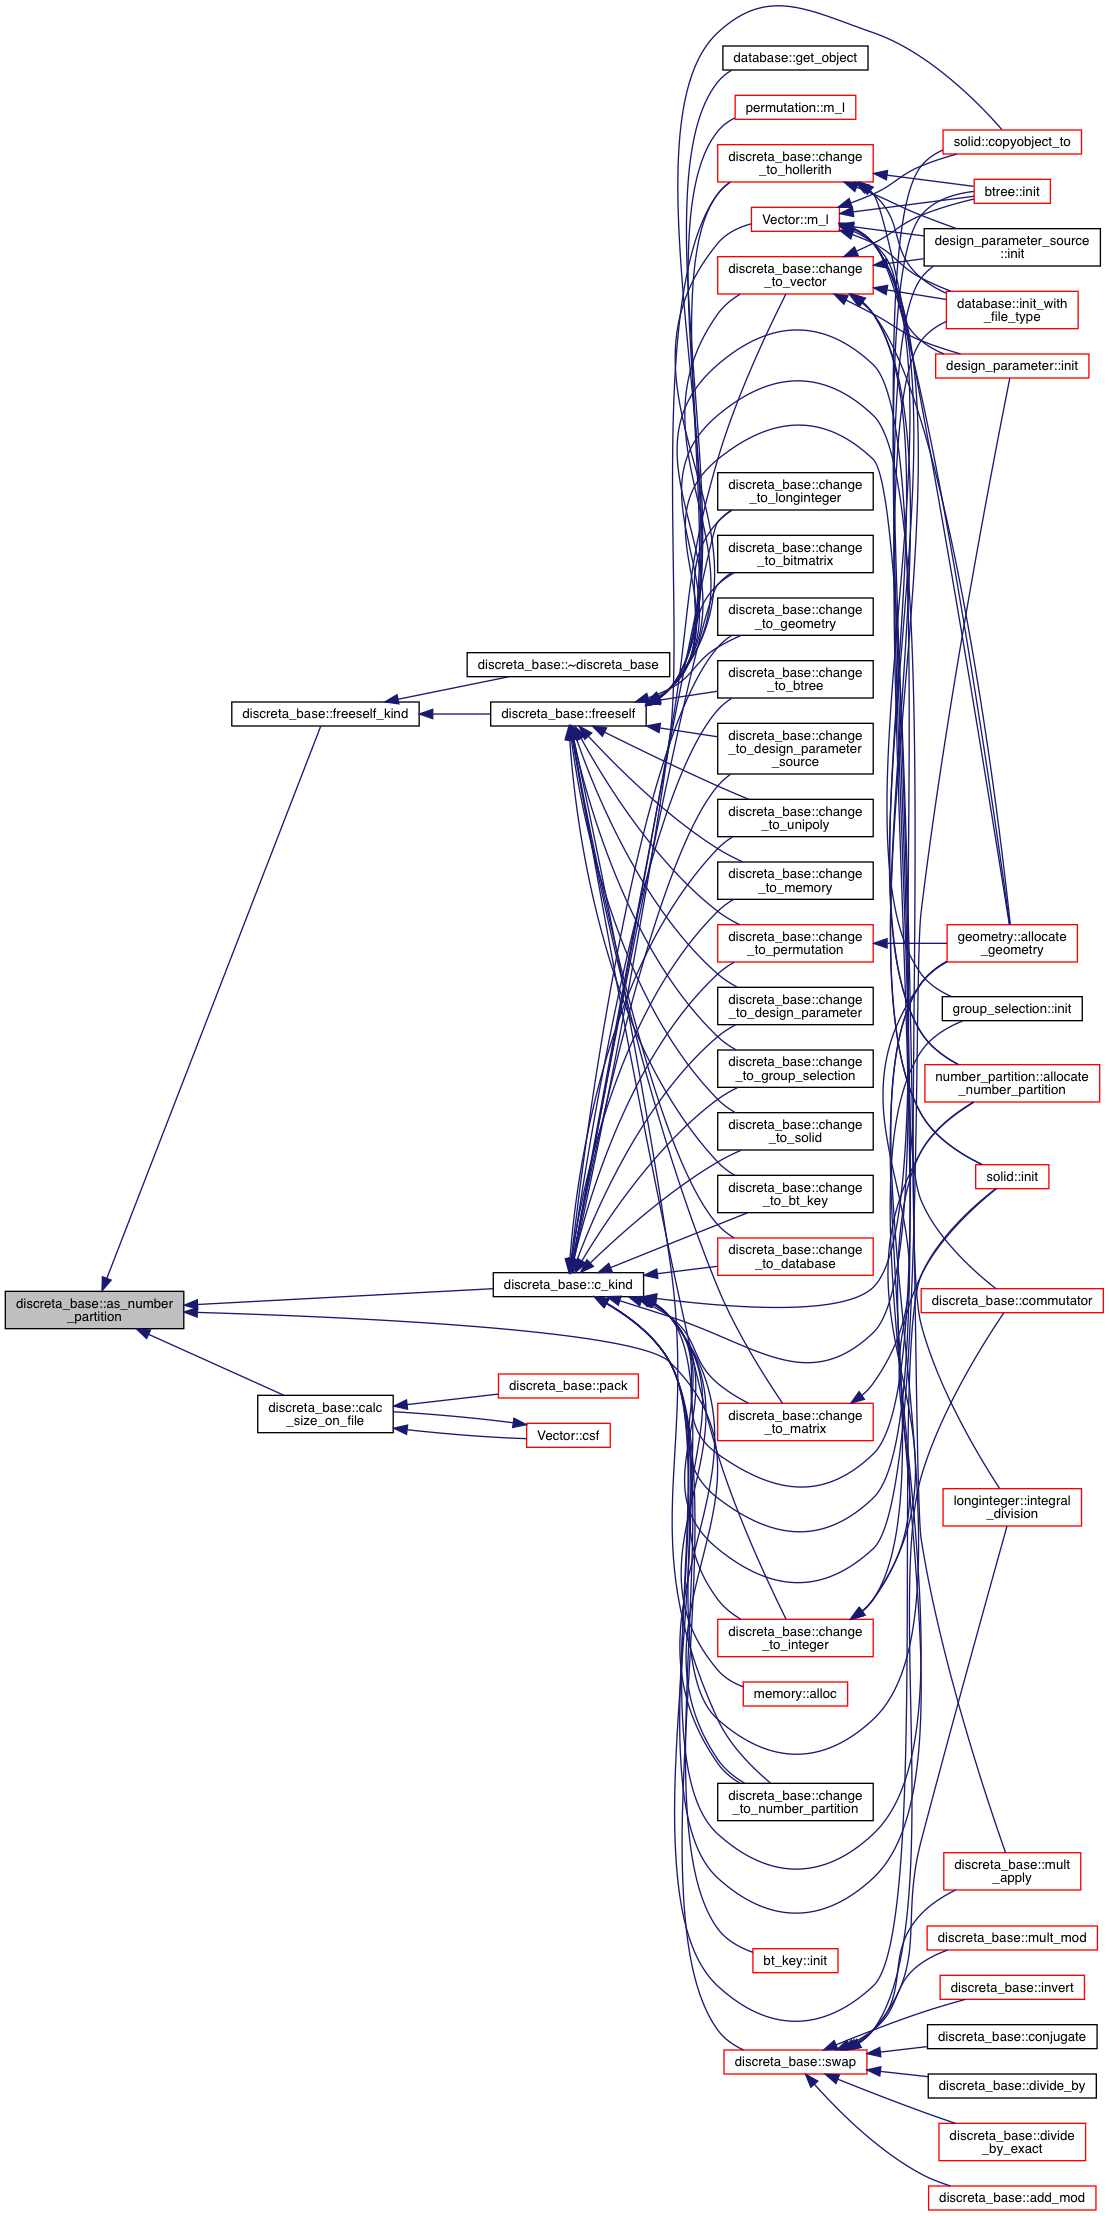 database::get_object
permutation::m_l
solid::copyobject_to
discreta_base::change
_to_hollerith
btree::init
Vector::m_l
design_parameter_source
::init
discreta_base::change
_to_vector
database::init_with
_file_type
design_parameter::init
discreta_base::change
_to_longinteger
discreta_base::change
_to_bitmatrix
discreta_base::change
_to_geometry
discreta_base::~discreta_base
discreta_base::change
_to_btree
discreta_base::freeself_kind
discreta_base::freeself
discreta_base::change
_to_design_parameter
_source
discreta_base::change
_to_unipoly
discreta_base::change
_to_memory
discreta_base::change
_to_permutation
geometry::allocate
_geometry
discreta_base::change
_to_design_parameter
group_selection::init
discreta_base::change
_to_group_selection
number_partition::allocate
_number_partition
discreta_base::change
_to_solid
solid::init
discreta_base::change
_to_bt_key
discreta_base::change
_to_database
discreta_base::c_kind
discreta_base::commutator
discreta_base::as_number
_partition
discreta_base::pack
discreta_base::calc
_size_on_file
Vector::csf
discreta_base::change
_to_matrix
longinteger::integral
_division
discreta_base::change
_to_integer
memory::alloc
discreta_base::change
_to_number_partition
discreta_base::mult
_apply
discreta_base::mult_mod
bt_key::init
discreta_base::invert
discreta_base::conjugate
discreta_base::swap
discreta_base::divide_by
discreta_base::divide
_by_exact
discreta_base::add_mod